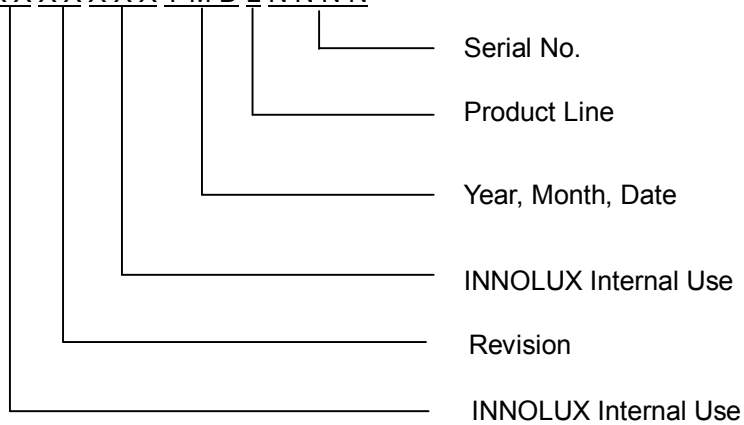 X X X X X X X Y M D L N N N N
Serial No.
Product Line
Year, Month, Date
INNOLUX Internal Use
Revision
INNOLUX Internal Use